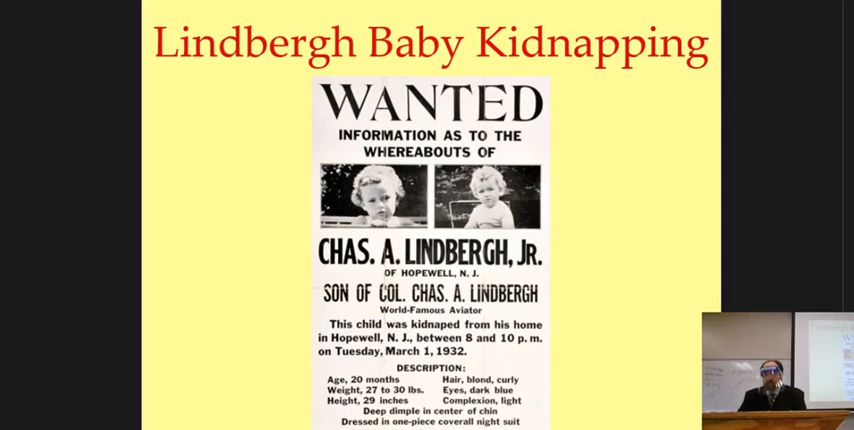 Lindbergh Baby Kidnapping
WANTED
INFORMATION AS TO THE
WHEREABOUTS OF
CHAS. A. LINDBERGH, JR.
OF HOPEWELL, N. J.
SON OF COL. CHAS. A. LINDBERGH
World-Famous Aviator
This child was kidnaped from his home
in Hopewell, N. J., between 8 and 10 p. m.
on Tuesday, March 1, 1932.
DESCRIPTION:
Age, 20 months Hair, blond, curly
Weight, 27 to 30 lbs. Eyes, dark blue
Height, 29 inches Complexion, light
Deep dimple in center of chin
Dressed in one-piece coverall night suit
Lindbergh B